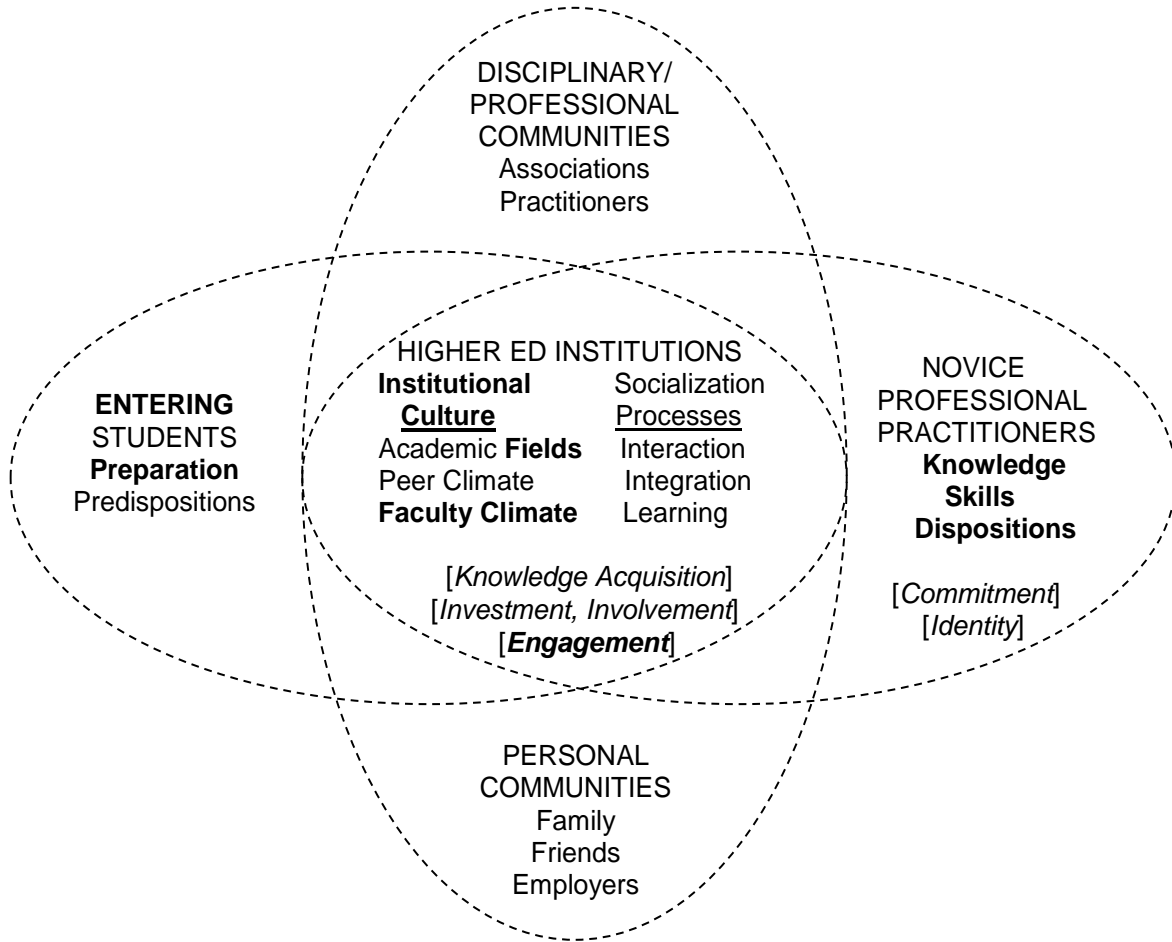 DISCIPLINARY/
PROFESSIONAL
COMMUNITIES
Associations
Practitioners
ENTERING
STUDENTS
Preparation
Predispositions
HIGHER ED INSTITUTIONS
Institutional Socialization
Culture Processes
Academic Fields Interaction
Peer Climate Integration
Faculty Climate Learning
[Knowledge Acquisition]
[Investment, Involvement]
[Engagement]
NOVICE
PROFESSIONAL
PRACTITIONERS
Knowledge
Skills
Dispositions
[Commitment]
[Identity]
PERSONAL
COMMUNITIES
Family
Friends
Employers